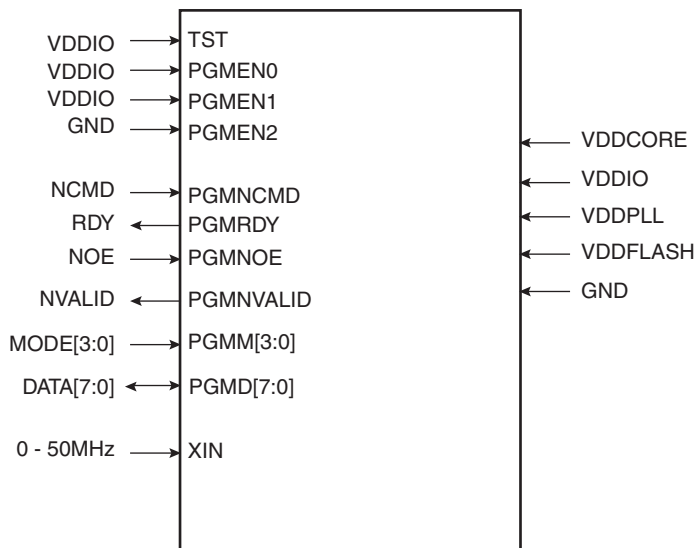 VDDIO TST
VDDIO PGMEN0
VDDIO PGMEN1
GND PGMEN2
NCMD PGMNCMD
RDY PGMRDY
NOE PGMNOE
NVALID PGMNVALID
MODE[3:0] PGMM[3:0]
DATA[7:0] PGMD[7:0]
0 - 50MHz XIN
VDDCORE
VDDIO
VDDPLL
VDDFLASH
GND